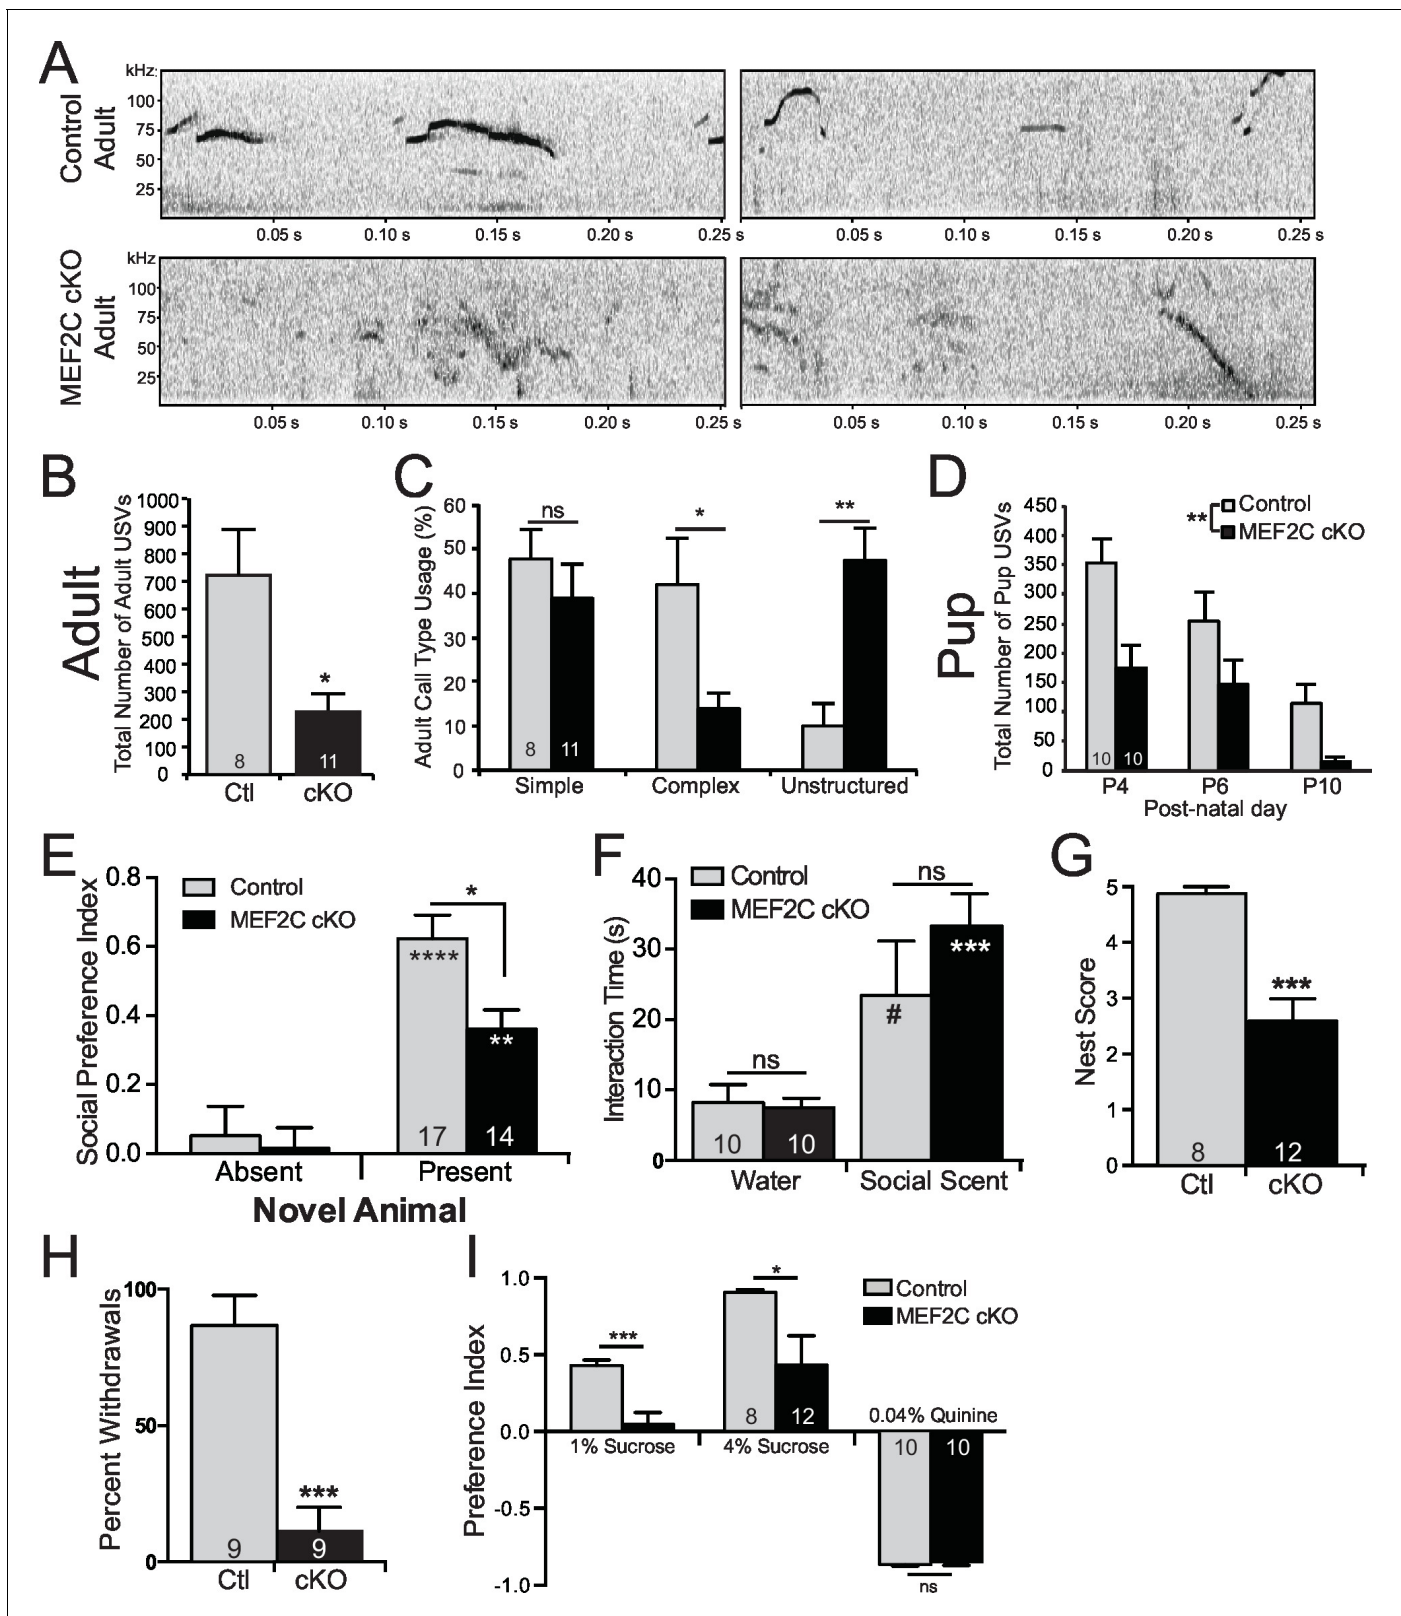 A
Control
Adult
kHz
100
75
50
25
0.05 s 0.10 s 0.15 s 0.20 s 0.25 s
0.05 s 0.10 s 0.15 s 0.20 s 0.25 s
MEF2C cKO
Adult
kHz
100
75
50
25
0.05 s 0.10 s 0.15 s 0.20 s 0.25 s
0.05 s 0.10 s 0.15 s 0.20 s 0.25 s
B
Adult
Total Number of Adult USVs
1000
900
800
700
600
500
400
300
200
100
0
*
8 11
Ctl cKO
C
Adult Call Type Usage (%)
60
50
40
30
20
10
0
ns * **
8 11
Simple Complex Unstructured
D
Pup
Total Number of Pup USVs
450
400
350
300
250
200
150
100
50
0
** Control
MEF2C cKO
10 10
P4 P6 P10
Post-natal day
E
Social Preference Index
0.8
0.6
0.4
0.2
0.0
Control
MEF2C cKO
*
****
**
17 14
Absent Present
Novel Animal
F
Interaction Time (s)
40
30
20
10
0
Control
MEF2C cKO
ns
***
#
ns
10 10
Water Social Scent
G
Nest Score
5
4
3
2
1
0
***
8 12
Ctl cKO
H
Percent Withdrawals
100
50
0
***
9 9
Ctl cKO
I
Preference Index
1.0
0.5
0.0
-0.5
-1.0
Control
MEF2C cKO
***
*
8 12
0.04% Quinine
1% Sucrose 4% Sucrose
10 10
ns